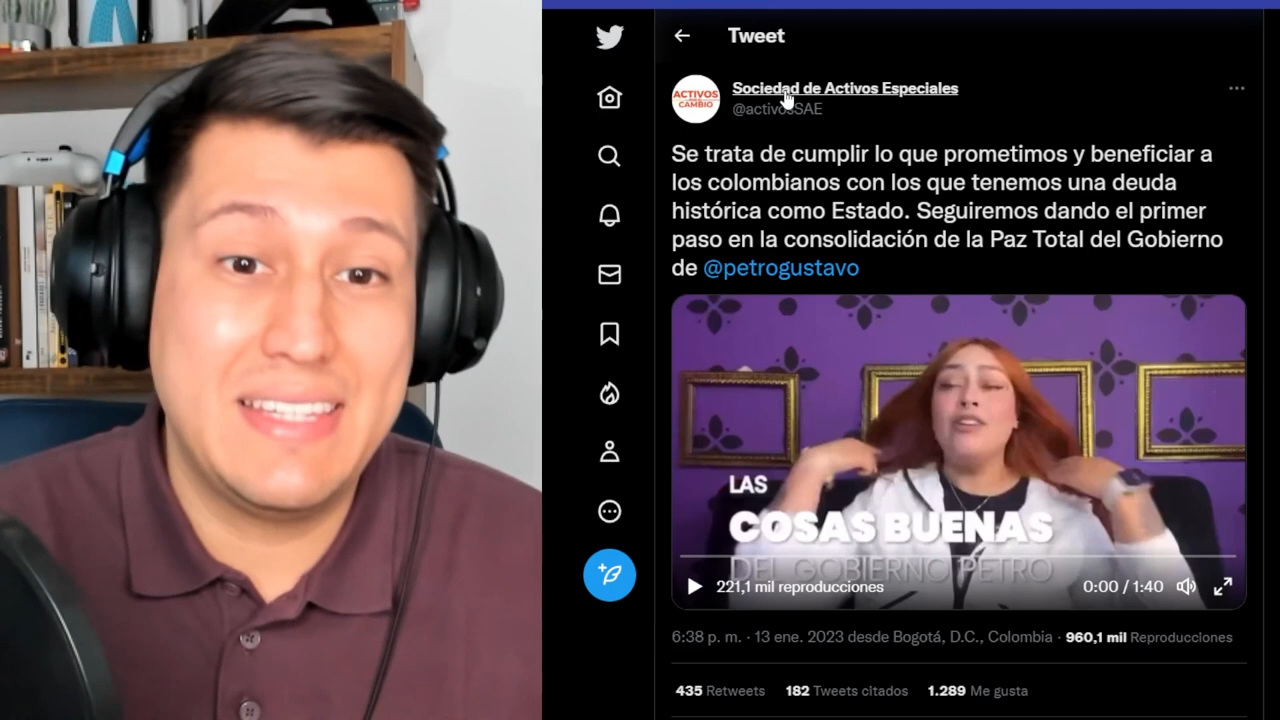 Tweet
ACTIVOS
CAMBIO
Sociedad de Activos Especiales
@activosSAE
Se trata de cumplir lo que prometimos y beneficiar a
los colombianos con los que tenemos una deuda
histórica como Estado. Seguiremos dando el primer
paso en la consolidación de la Paz Total del Gobierno
de @petrogustavo
LAS
COSAS BUENAS
DEL GOBIERNO PETRO
221,1 mil reproducciones
0:00 / 1:40
6:38 p. m. · 13 ene. 2023 desde Bogotá, D.C., Colombia · 960,1 mil Reproducciones
435 Retweets 182 Tweets citados 1.289 Me gusta